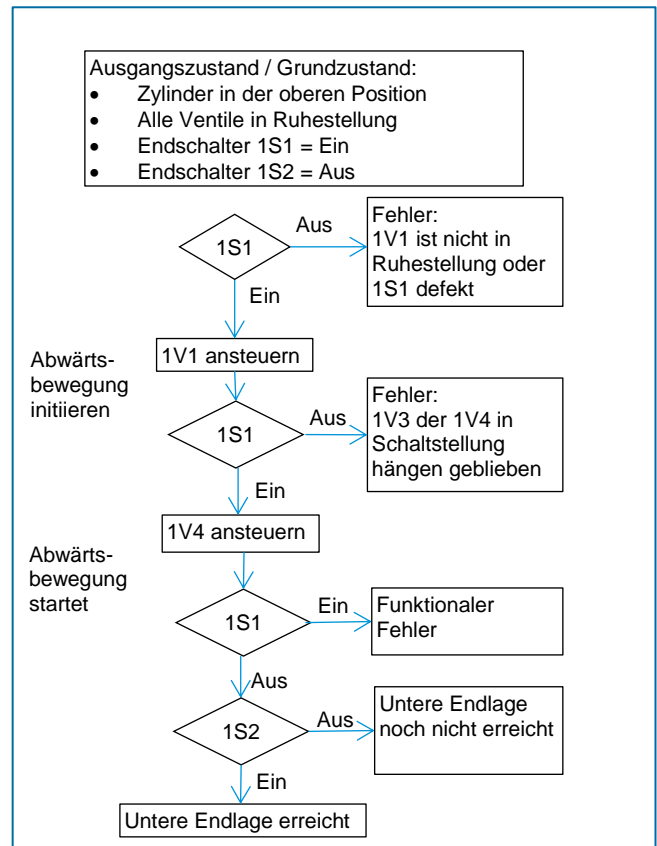 Ausgangszustand / Grundzustand:
• Zylinder in der oberen Position
• Alle Ventile in Ruhestellung
• Endschalter 1S1 = Ein
• Endschalter 1S2 = Aus
1S1
Aus
Fehler:
1V1 ist nicht in
Ruhestellung oder
1S1 defekt
Ein
Abwärts-
bewegung
initiieren
1V1 ansteuern
1S1
Aus
Fehler:
1V3 der 1V4 in
Schaltstellung
hängen geblieben
Ein
Abwärts-
bewegung
startet
1V4 ansteuern
1S1
Ein
Funktionaler
Fehler
Aus
1S2
Aus
Untere Endlage
noch nicht erreicht
Ein
Untere Endlage erreicht